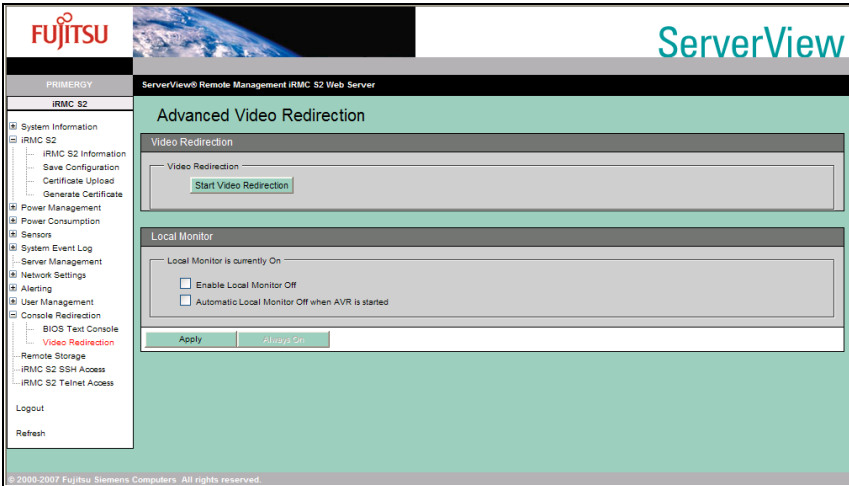 FUJITSU
ServerView
PRIMERGY
ServerView® Remote Management iRMC S2 Web Server
iRMC S2
System Information
iRMC S2
iRMC S2 Information
Save Configuration
Certificate Upload
Generate Certificate
Power Management
Power Consumption
Sensors
System Event Log
Server Management
Network Settings
Alerting
User Management
Console Redirection
BIOS Text Console
Video Redirection
Remote Storage
iRMC S2 SSH Access
iRMC S2 Telnet Access
Logout
Refresh
Advanced Video Redirection
Video Redirection
Video Redirection
Start Video Redirection
Local Monitor
Local Monitor is currently On
Enable Local Monitor Off
Automatic Local Monitor Off when AVR is started
Apply
Always On
© 2000-2007 Fujitsu Siemens Computers All rights reserved.